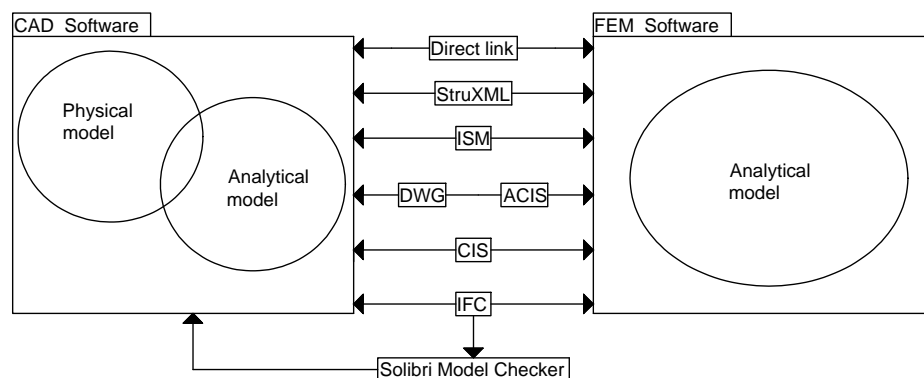 CAD Software
FEM Software
Direct link
StruXML
Physical
model
ISM
Analytical
model
Analytical
model
DWG
ACIS
CIS
IFC
Solibri Model Checker